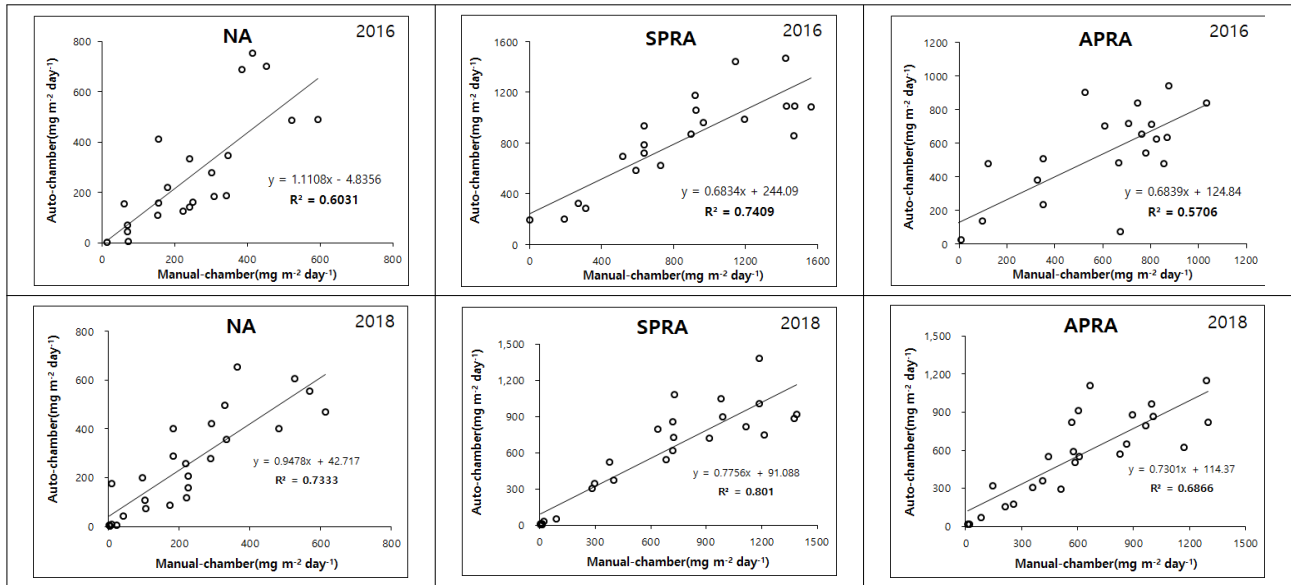 NA
2016
Auto-chamber(mg m⁻² day⁻¹)
800
600
400
200
0
y = 1.1108x - 4.8356
R² = 0.6031
0 200 400 600 800
Manual-chamber(mg m⁻² day⁻¹)
SPRA
2016
Auto-chamber(mg m⁻² day⁻¹)
1600
1200
800
400
0
y = 0.6834x + 244.09
R² = 0.7409
0 400 800 1200 1600
Manual-chamber(mg m⁻² day⁻¹)
APRA
2016
Auto-chamber(mg m⁻² day⁻¹)
1200
1000
800
600
400
200
0
y = 0.6839x + 124.84
R² = 0.5706
0 200 400 600 800 1000 1200
Manual-chamber(mg m⁻² day⁻¹)
NA
2018
Auto-chamber(mg m⁻² day⁻¹)
800
600
400
200
0
y = 0.9478x + 42.717
R² = 0.7333
0 200 400 600 800
Manual-chamber(mg m⁻² day⁻¹)
SPRA
2018
Auto-chamber(mg m⁻² day⁻¹)
1,500
1,200
900
600
300
0
y = 0.7756x + 91.088
R² = 0.801
0 300 600 900 1200 1500
Manual-chamber(mg m⁻² day⁻¹)
APRA
2018
Auto-chamber(mg m⁻² day⁻¹)
1,500
1,200
900
600
300
0
y = 0.7301x + 114.37
R² = 0.6866
0 300 600 900 1200 1500
Manual-chamber(mg m⁻² day⁻¹)